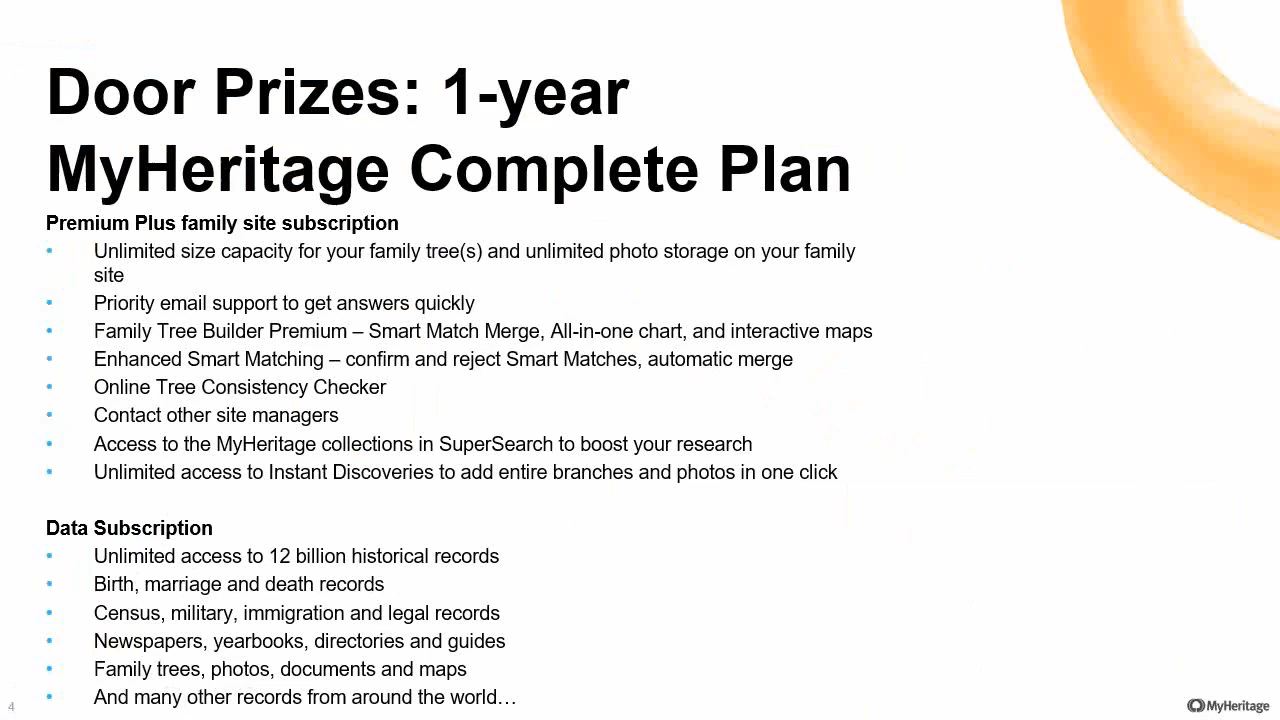 Door Prizes: 1-year
MyHeritage Complete Plan
Premium Plus family site subscription
• Unlimited size capacity for your family tree(s) and unlimited photo storage on your family
site
• Priority email support to get answers quickly
• Family Tree Builder Premium – Smart Match Merge, All-in-one chart, and interactive maps
• Enhanced Smart Matching – confirm and reject Smart Matches, automatic merge
• Online Tree Consistency Checker
• Contact other site managers
• Access to the MyHeritage collections in SuperSearch to boost your research
• Unlimited access to Instant Discoveries to add entire branches and photos in one click
Data Subscription
• Unlimited access to 12 billion historical records
• Birth, marriage and death records
• Census, military, immigration and legal records
• Newspapers, yearbooks, directories and guides
• Family trees, photos, documents and maps
• And many other records from around the world…
4
MyHeritage